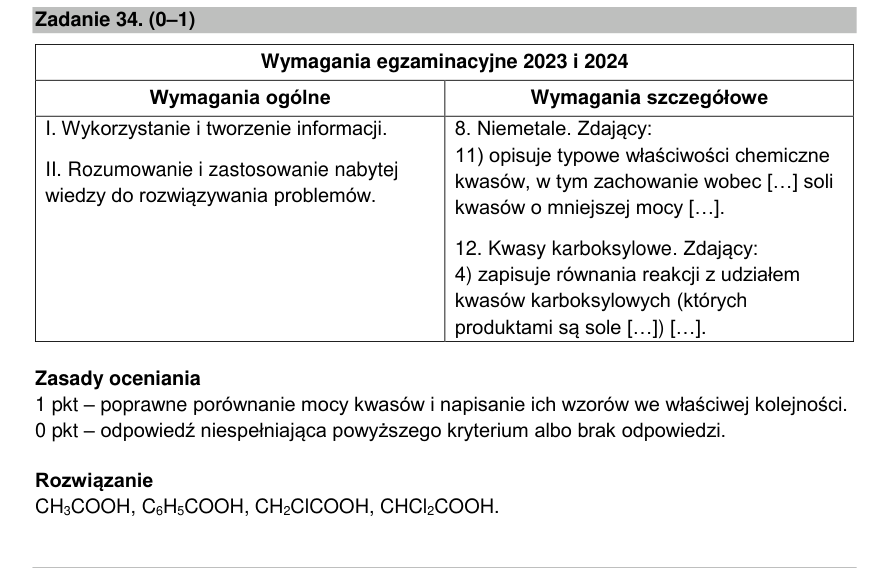 Zadanie 34. (0–1)
Wymagania egzaminacyjne 2023 i 2024
Wymagania ogólne
Wymagania szczegółowe
I. Wykorzystanie i tworzenie informacji.
II. Rozumowanie i zastosowanie nabytej
wiedzy do rozwiązywania problemów.
8. Niemetale. Zdający:
11) opisuje typowe właściwości chemiczne
kwasów, w tym zachowanie wobec […] soli
kwasów o mniejszej mocy […].
12. Kwasy karboksylowe. Zdający:
4) zapisuje równania reakcji z udziałem
kwasów karboksylowych (których
produktami są sole […]) […].
Zasady oceniania
1 pkt – poprawne porównanie mocy kwasów i napisanie ich wzorów we właściwej kolejności.
0 pkt – odpowiedź niespełniająca powyższego kryterium albo brak odpowiedzi.
Rozwiązanie
CH₃COOH, C₆H₅COOH, CH₂ClCOOH, CHCl₂COOH.